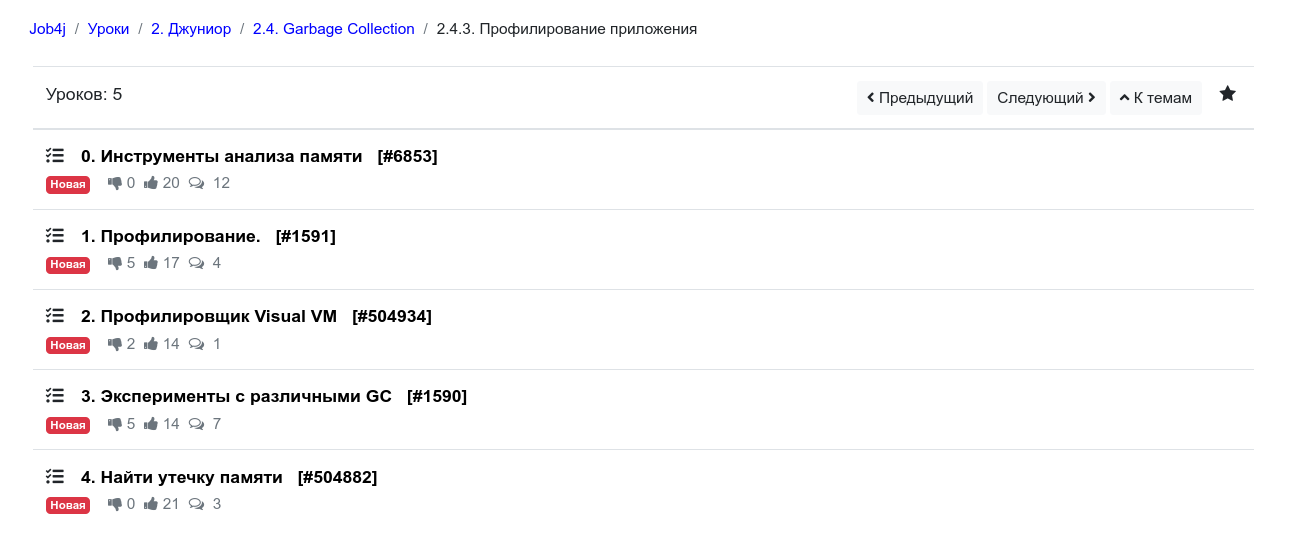 Job4j / Уроки / 2. Джуниор / 2.4. Garbage Collection / 2.4.3. Профилирование приложения
Уроков: 5 Предыдущий Следующий К темам
0. Инструменты анализа памяти [#6853]
Новая 0 20 12
1. Профилирование. [#1591]
Новая 5 17 4
2. Профилировщик Visual VM [#504934]
Новая 2 14 1
3. Эксперименты с различными GC [#1590]
Новая 5 14 7
4. Найти утечку памяти [#504882]
Новая 0 21 3